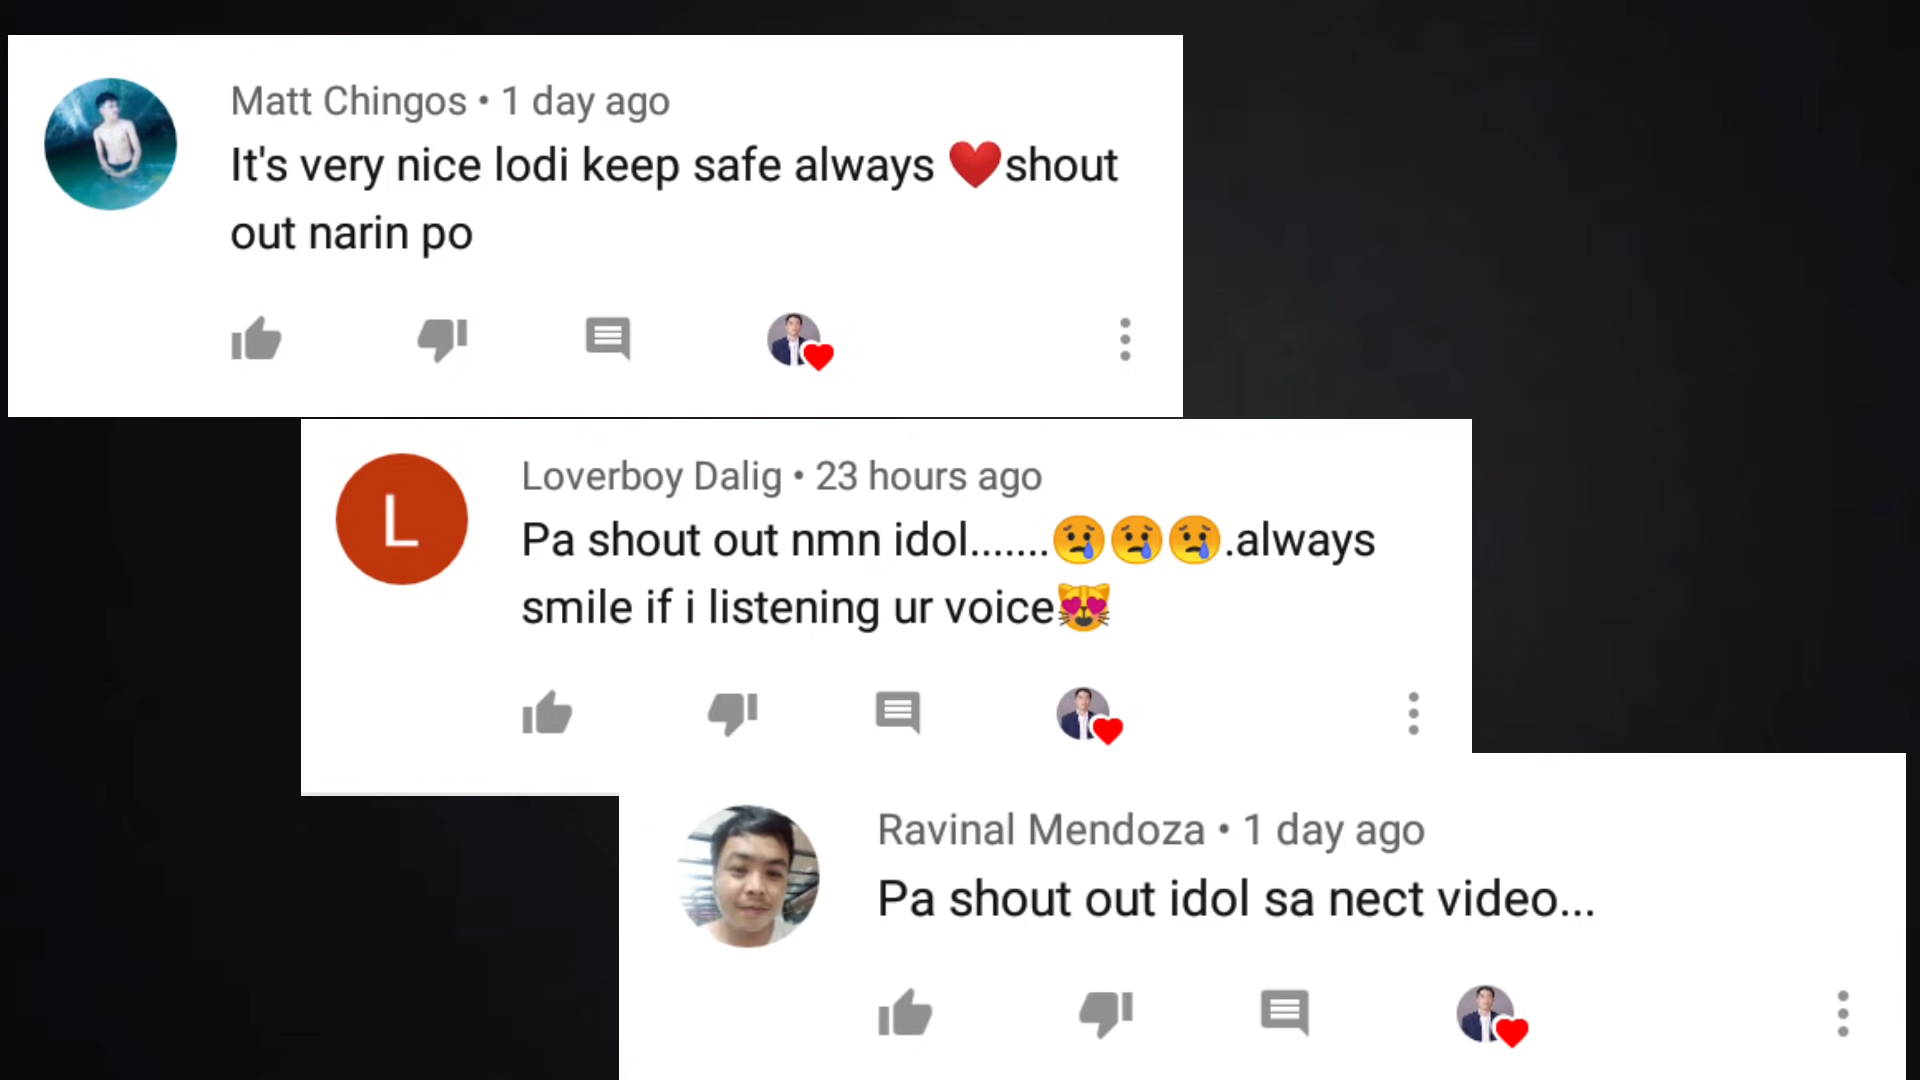 Matt Chingos • 1 day ago
It's very nice lodi keep safe always ❤️shout
out narin po
L
Loverboy Dalig • 23 hours ago
Pa shout out nmn idol.......😢😢😢.always
smile if i listening ur voice😻
Ravinal Mendoza • 1 day ago
Pa shout out idol sa nect video...